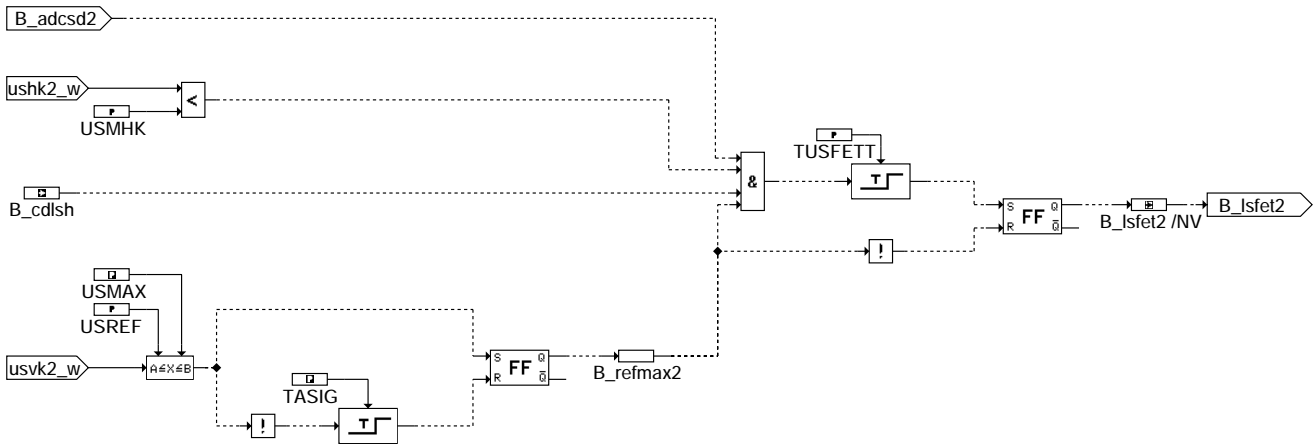 B_adcsd2
ushk2_w
<
P
USMHK
B_cdlsh
&
P
TUSFETT
T
S Q
FF
R Q̅
B_lsfet2 /NV
B_lsfet2
!
USMAX
P
USREF
usvk2_w
A≤X≤B
S Q
FF
R Q̅
B_refmax2
TASIG
!
T